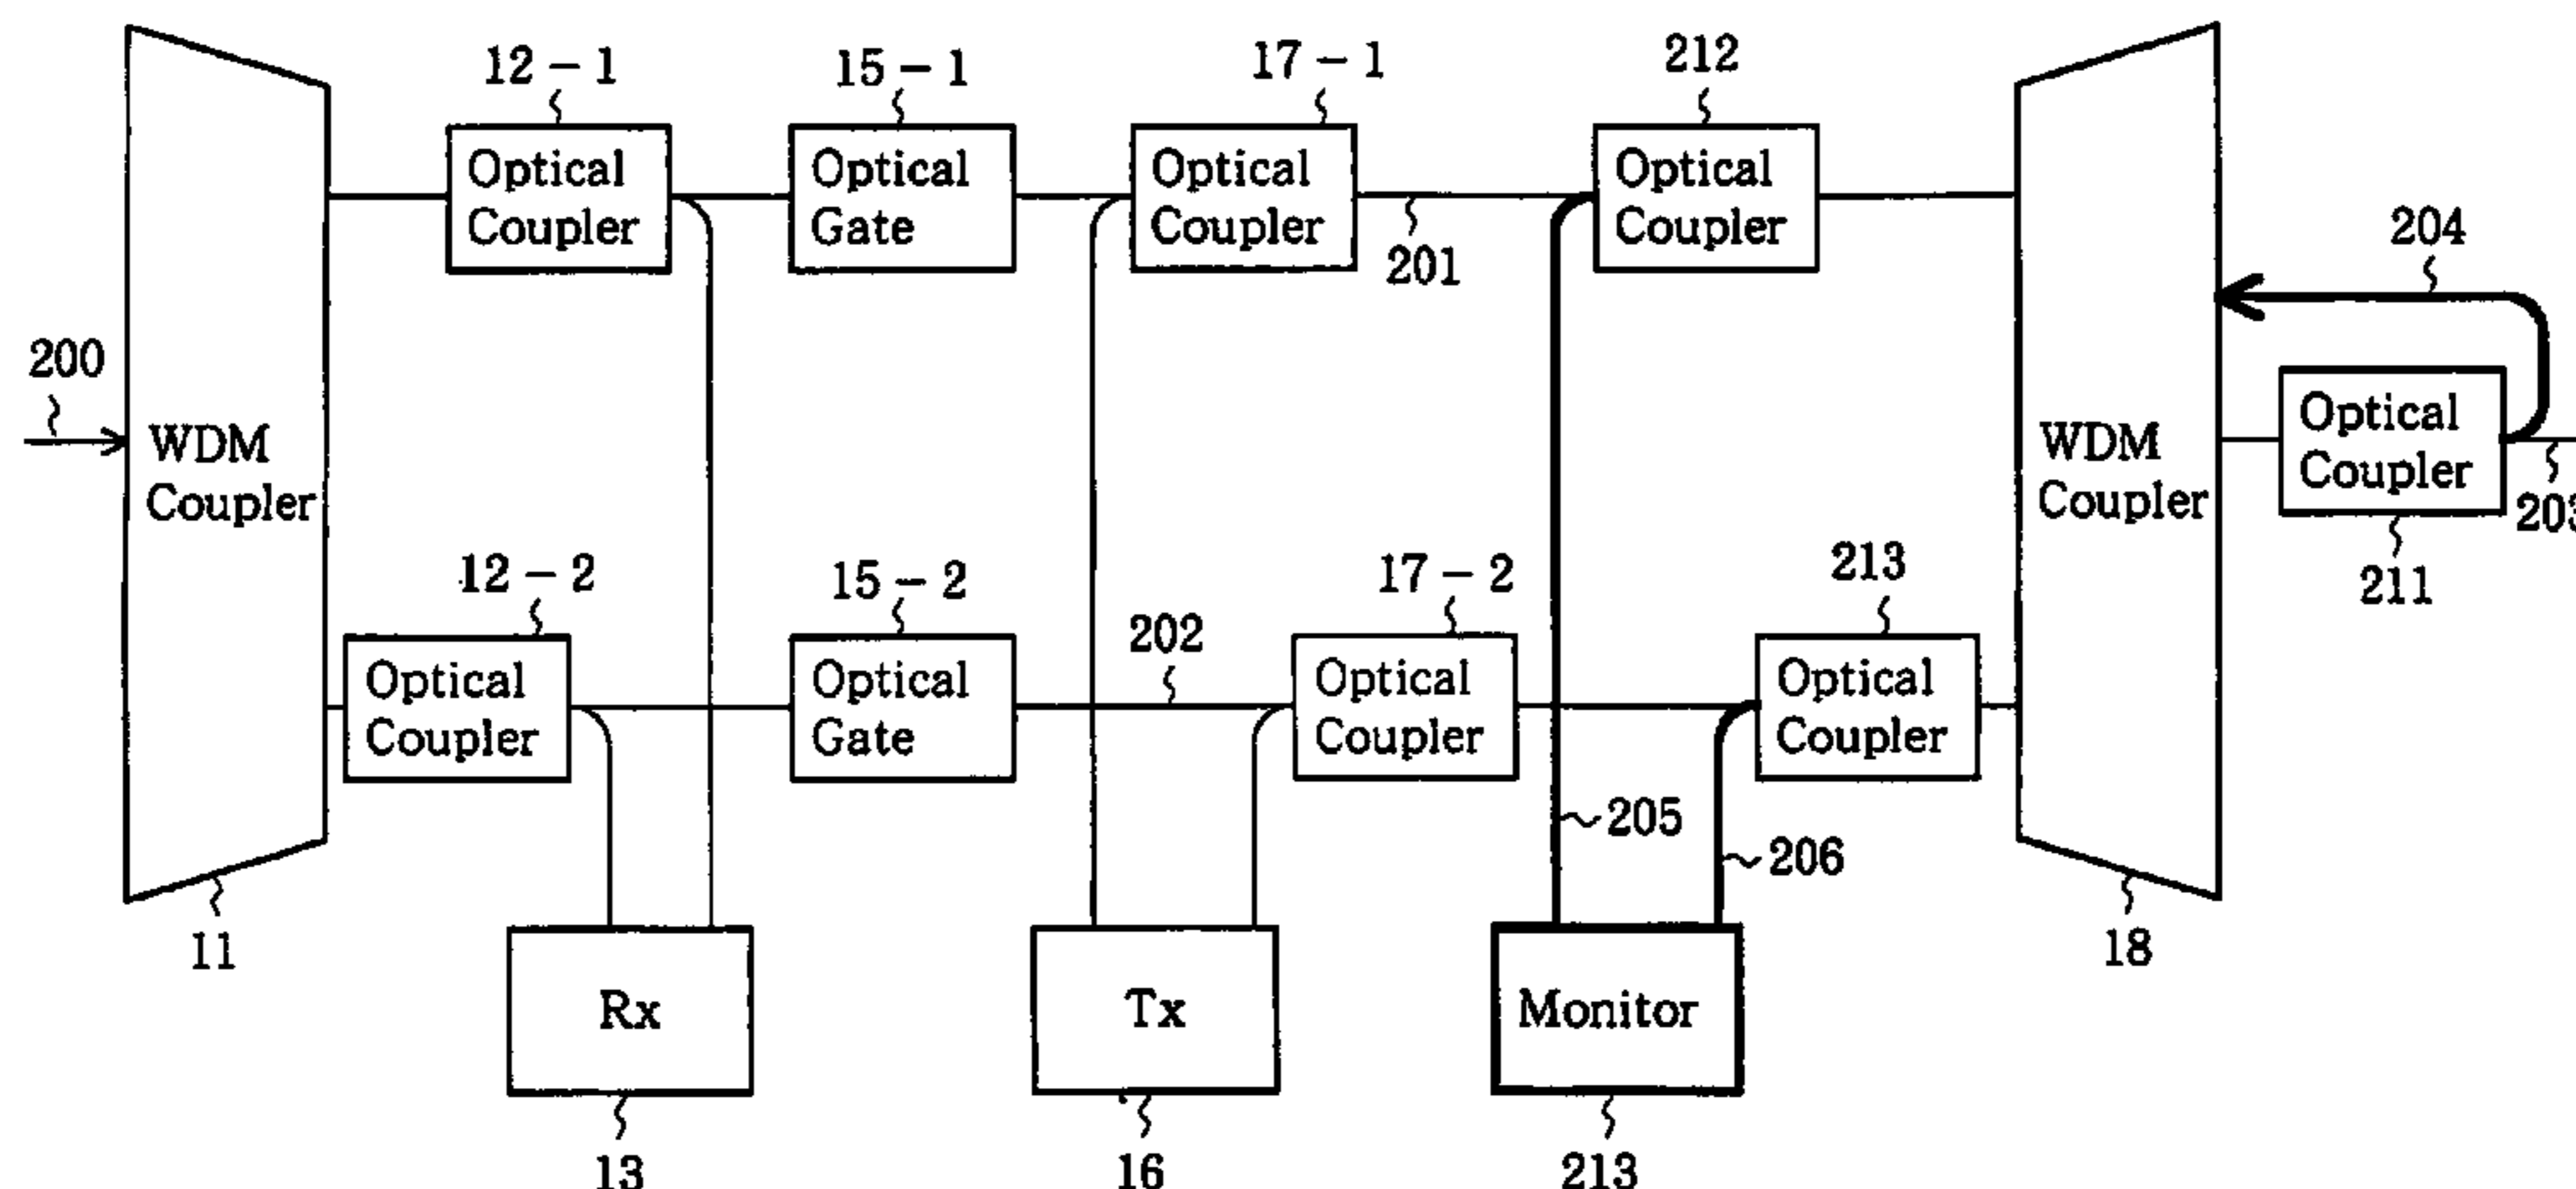 12-1
15-1
17-1
212
Optical
Coupler
Optical
Gate
Optical
Coupler
Optical
Coupler
201
204
200
WDM
Coupler
WDM
Coupler
Optical
Coupler
203
211
12-2
15-2
202
17-2
213
Optical
Coupler
Optical
Gate
Optical
Coupler
Optical
Coupler
205
206
11
18
Rx
Tx
Monitor
13
16
213